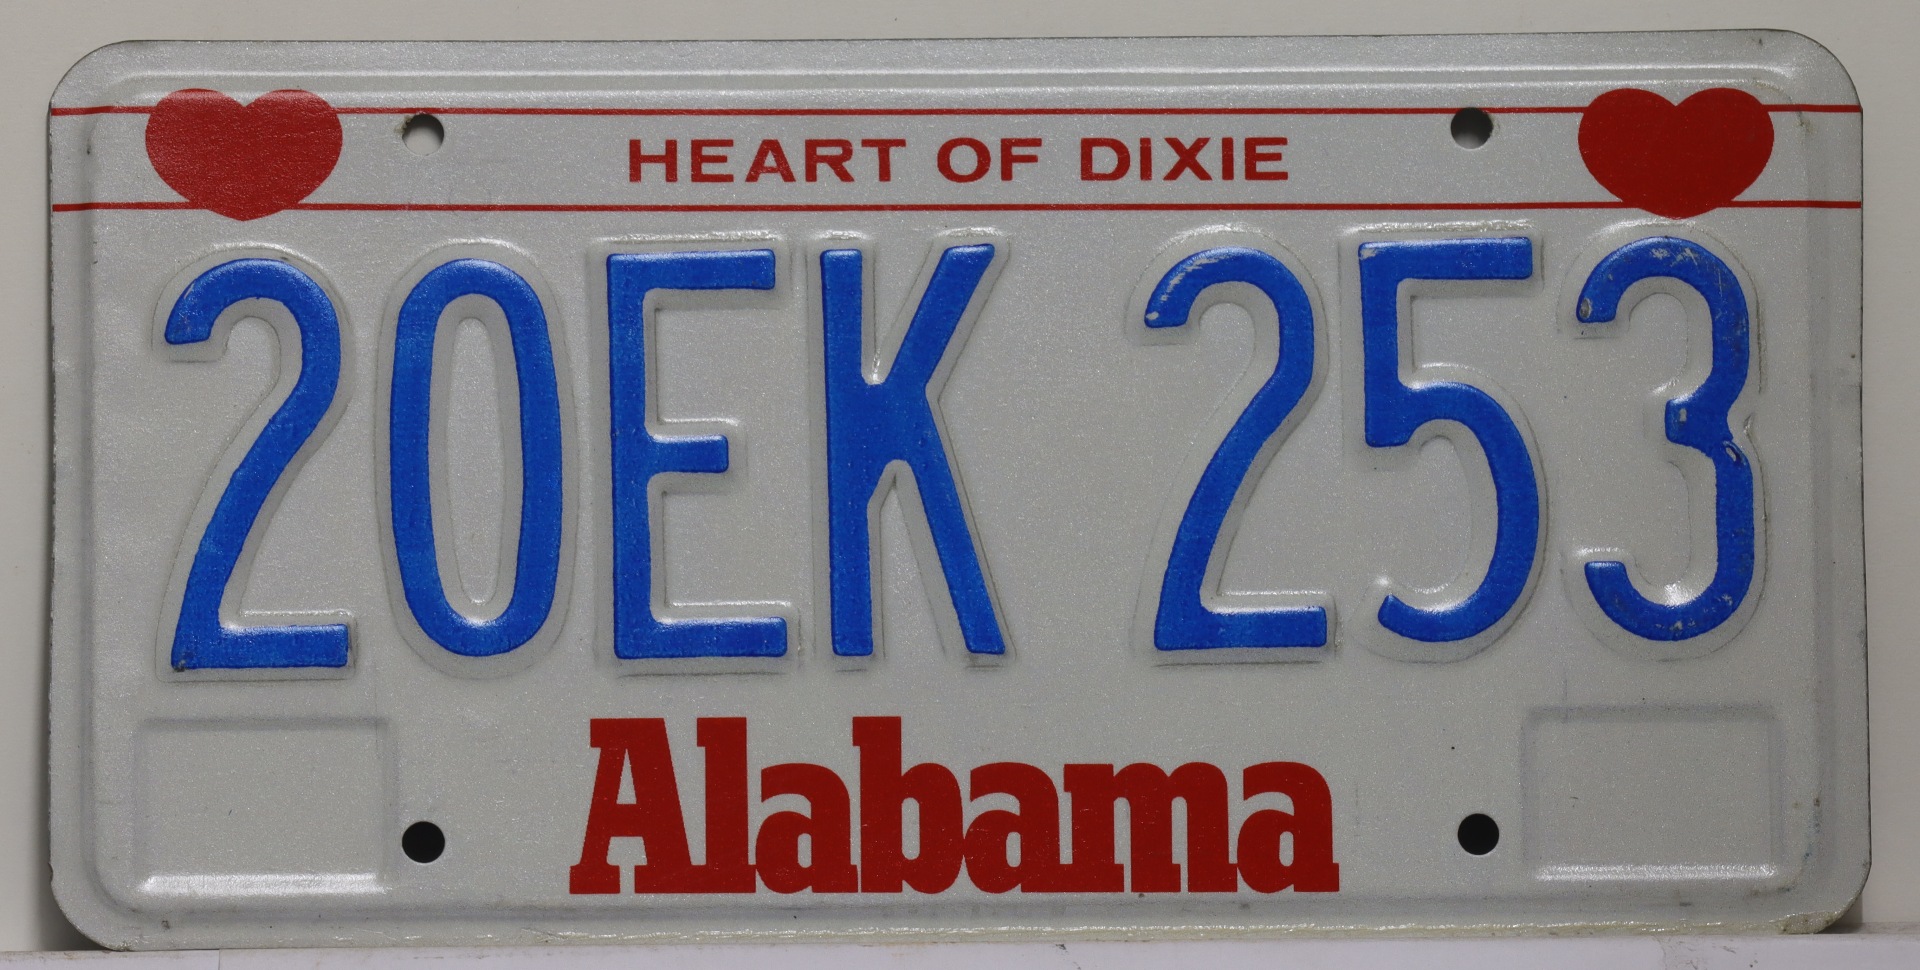 HEART OF DIXIE
20EK 253
Alabama